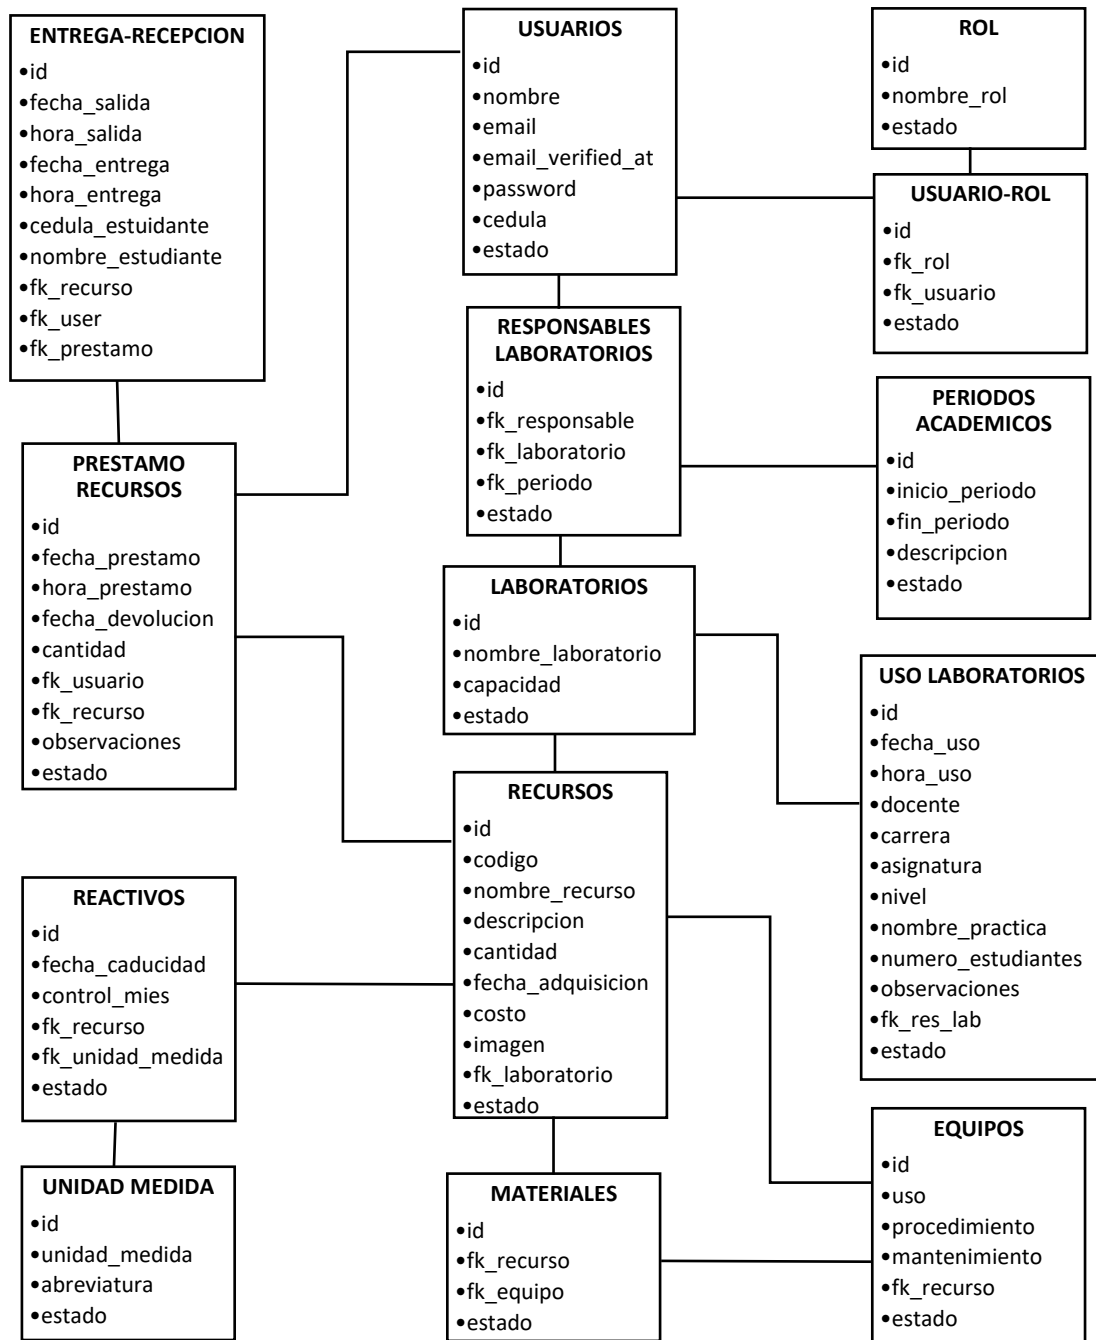 ENTREGA-RECEPCION
•id
•fecha_salida
•hora_salida
•fecha_entrega
•hora_entrega
•cedula_estuidante
•nombre_estudiante
•fk_recurso
•fk_user
•fk_prestamo
USUARIOS
•id
•nombre
•email
•email_verified_at
•password
•cedula
•estado
ROL
•id
•nombre_rol
•estado
USUARIO-ROL
•id
•fk_rol
•fk_usuario
•estado
RESPONSABLES
LABORATORIOS
•id
•fk_responsable
•fk_laboratorio
•fk_periodo
•estado
PERIODOS
ACADEMICOS
•id
•inicio_periodo
•fin_periodo
•descripcion
•estado
PRESTAMO
RECURSOS
•id
•fecha_prestamo
•hora_prestamo
•fecha_devolucion
•cantidad
•fk_usuario
•fk_recurso
•observaciones
•estado
LABORATORIOS
•id
•nombre_laboratorio
•capacidad
•estado
USO LABORATORIOS
•id
•fecha_uso
•hora_uso
•docente
•carrera
•asignatura
•nivel
•nombre_practica
•numero_estudiantes
•observaciones
•fk_res_lab
•estado
RECURSOS
•id
•codigo
•nombre_recurso
•descripcion
•cantidad
•fecha_adquisicion
•costo
•imagen
•fk_laboratorio
•estado
REACTIVOS
•id
•fecha_caducidad
•control_mies
•fk_recurso
•fk_unidad_medida
•estado
UNIDAD MEDIDA
•id
•unidad_medida
•abreviatura
•estado
MATERIALES
•id
•fk_recurso
•fk_equipo
•estado
EQUIPOS
•id
•uso
•procedimiento
•mantenimiento
•fk_recurso
•estado